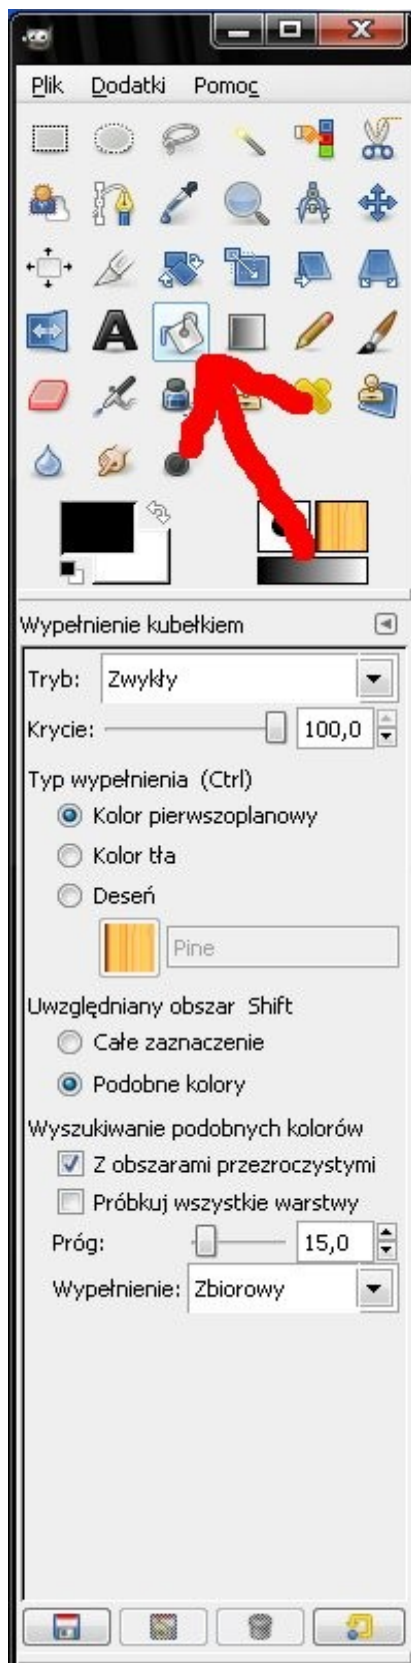 Plik Dodatki Pomoc
Wypełnienie kubełkiem
Tryb: Zwykły
Krycie: 100,0
Typ wypełnienia (Ctrl)
Kolor pierwszoplanowy
Kolor tła
Deseń
Pine
Uwzględniany obszar Shift
Całe zaznaczenie
Podobne kolory
Wyszukiwanie podobnych kolorów
Z obszarami przezroczystymi
Próbkuj wszystkie warstwy
Próg: 15,0
Wypełnienie: Zbiorowy